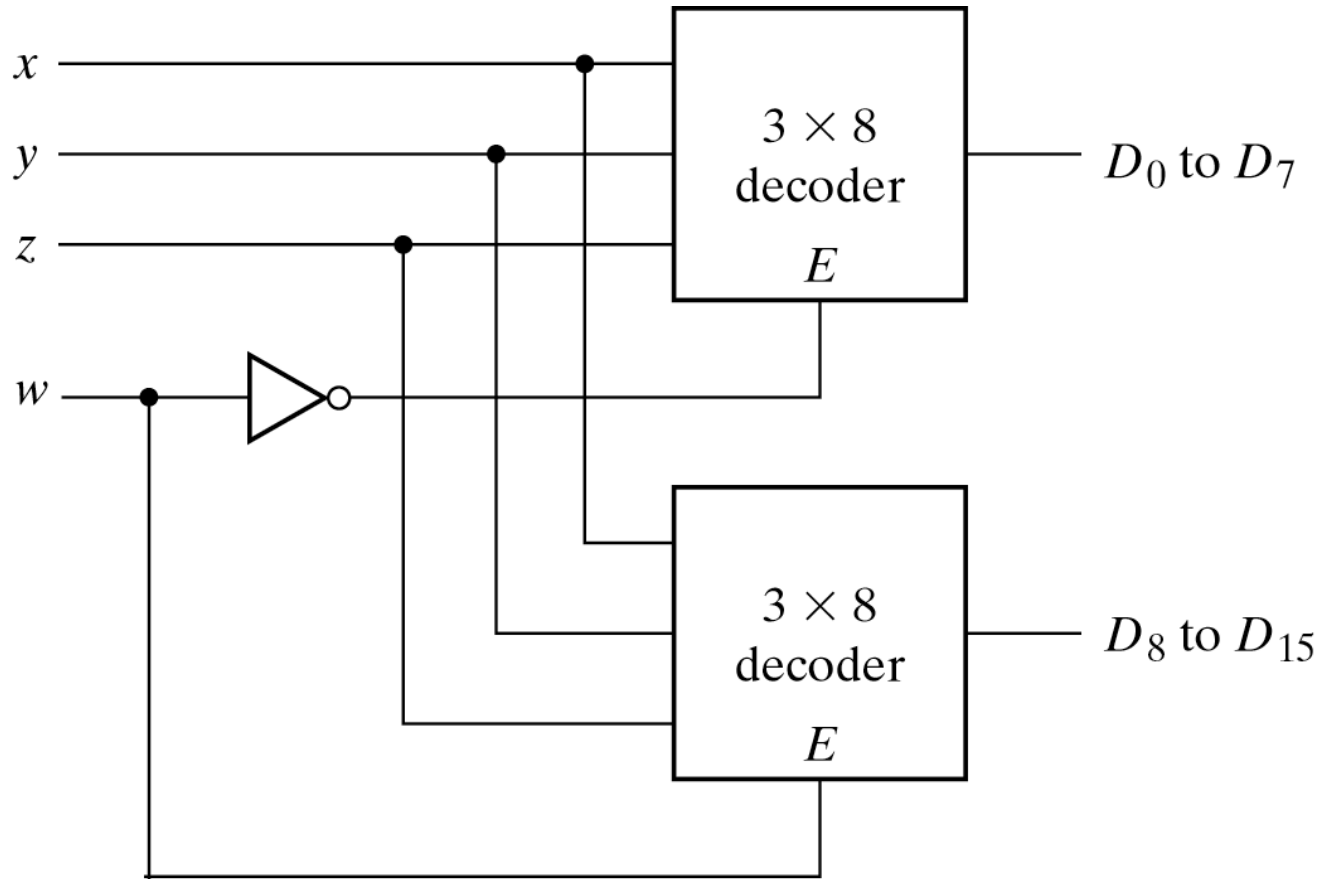 x
y
z
w
3 × 8
decoder
E
D0 to D7
3 × 8
decoder
E
D8 to D15